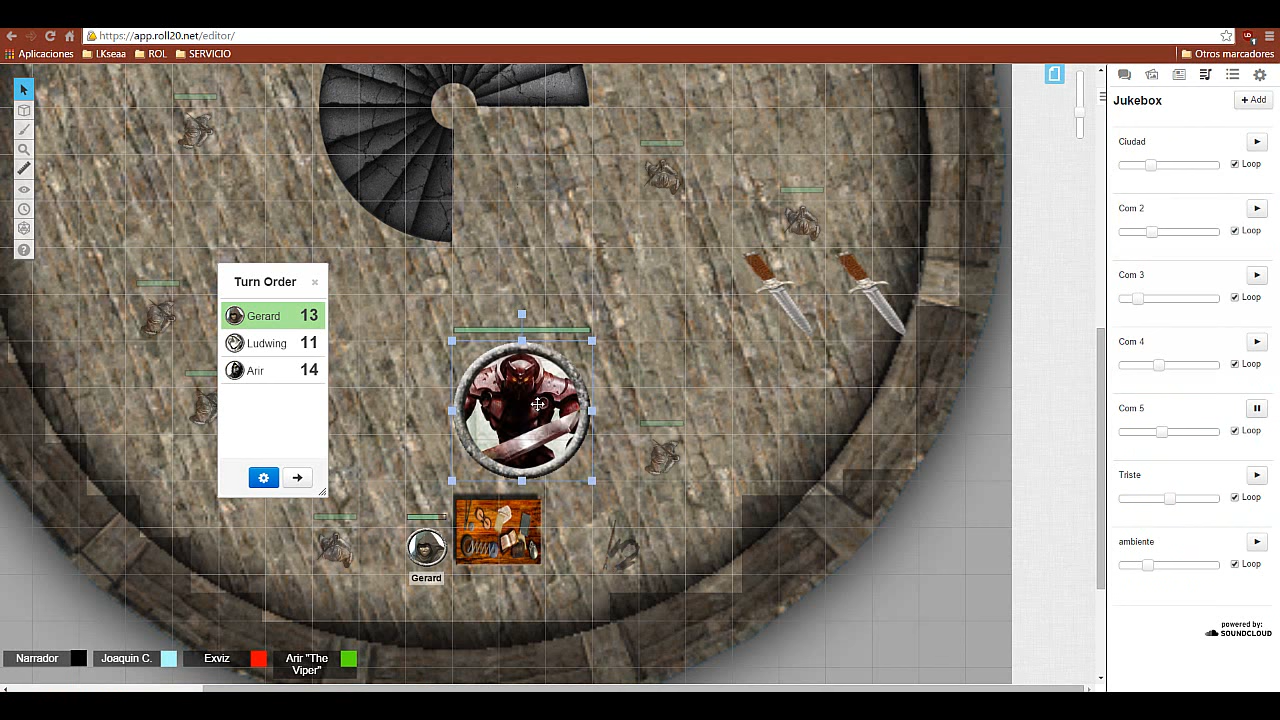 https://app.roll20.net/editor/
Aplicaciones LKseaa ROL SERVICIO Otros marcadores
Jukebox
+ Add
Ciudad
Loop
Com 2
Loop
Com 3
Loop
Com 4
Loop
Com 5
Loop
Triste
Loop
ambiente
Loop
powered by:
SOUNDCLOUD
Turn Order ×
Gerard 13
Ludwing 11
Arir 14
Gerard
Narrador
Joaquin C.
Exviz
Arir "The
Viper"